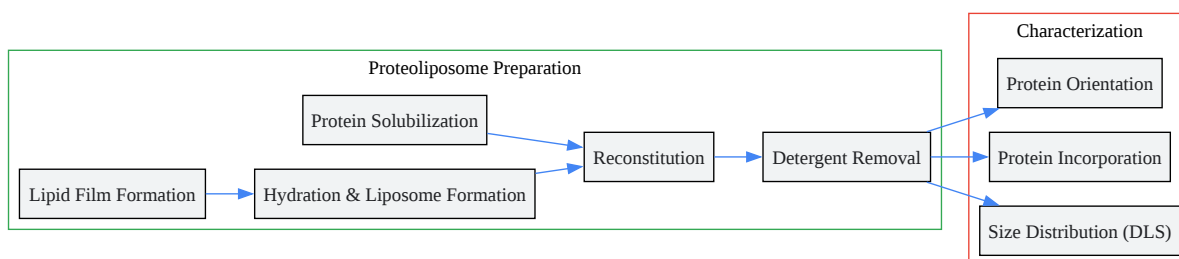 Characterization
Proteoliposome Preparation
Protein Orientation
Protein Solubilization
Reconstitution
Detergent Removal
Protein Incorporation
Lipid Film Formation
Hydration & Liposome Formation
Size Distribution (DLS)